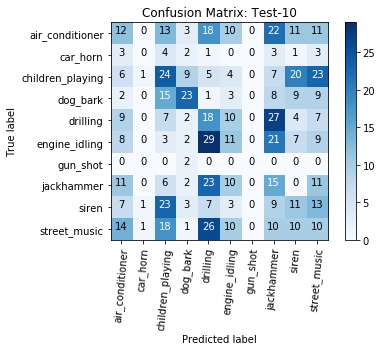 Confusion Matrix: Test-10
air_conditioner 12 0 13 3 18 10 0 22 11 11
car_horn 3 0 4 2 1 0 0 3 1 3
children_playing 6 1 24 9 5 4 0 7 20 23
dog_bark 2 0 15 23 1 3 0 8 9 9
drilling 9 0 7 2 18 10 0 27 4 7
engine_idling 8 0 3 2 29 11 0 21 7 9
gun_shot 0 0 0 2 0 0 0 0 0 0
jackhammer 11 0 6 2 23 10 0 15 0 11
siren 7 1 23 3 7 3 0 9 11 13
street_music 14 1 18 1 26 10 0 10 10 10
air_conditioner car_horn children_playing dog_bark drilling engine_idling gun_shot jackhammer siren street_music
Predicted label
True label
25
20
15
10
5
0